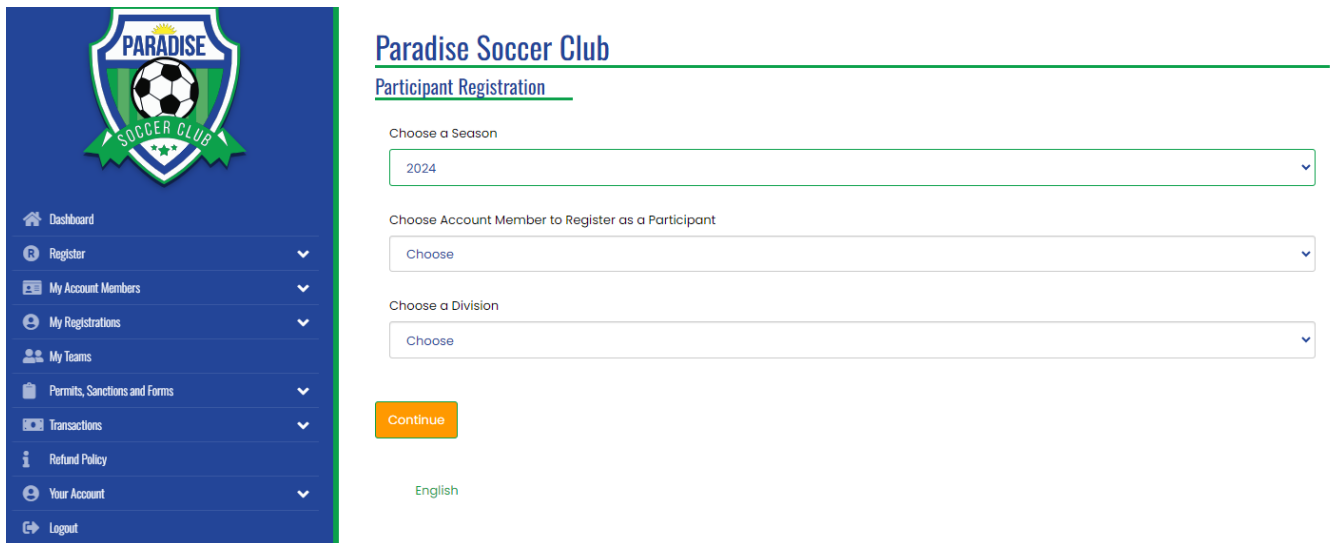 PARADISE
SOCCER CLUB
Dashboard
Register
My Account Members
My Registrations
My Teams
Permits, Sanctions and Forms
Transactions
Refund Policy
Your Account
Logout
Paradise Soccer Club
Participant Registration
Choose a Season
2024
Choose Account Member to Register as a Participant
Choose
Choose a Division
Choose
Continue
English